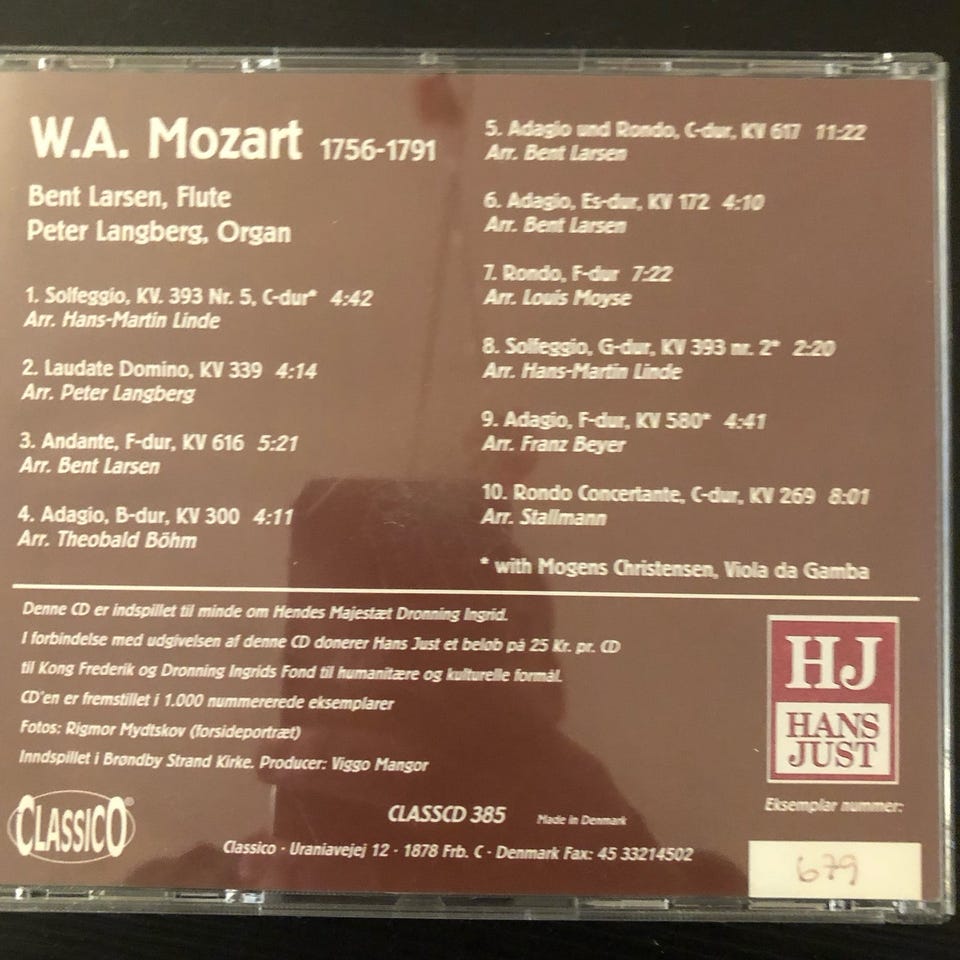 W.A. Mozart 1756-1791
Bent Larsen, Flute
Peter Langberg, Organ
1. Solfeggio, KV. 393 Nr. 5, C-dur* 4:42
Arr. Hans-Martin Linde
2. Laudate Domino, KV 339 4:14
Arr. Peter Langberg
3. Andante, F-dur, KV 616 5:21
Arr. Bent Larsen
4. Adagio, B-dur, KV 300 4:11
Arr. Theobald Böhm
5. Adagio und Rondo, C-dur, KV 617 11:22
Arr. Bent Larsen
6. Adagio, Es-dur, KV 172 4:10
Arr. Bent Larsen
7. Rondo, F-dur 7:22
Arr. Louis Moyse
8. Solfeggio, G-dur, KV 393 nr. 2* 2:20
Arr. Hans-Martin Linde
9. Adagio, F-dur, KV 580* 4:41
Arr. Franz Beyer
10. Rondo Concertante, C-dur, KV 269 8:01
Arr. Stallmann
* with Mogens Christensen, Viola da Gamba
Denne CD er indspillet til minde om Hendes Majestæt Dronning Ingrid.
I forbindelse med udgivelsen af denne CD donerer Hans Just et beløb på 25 Kr. pr. CD
til Kong Frederik og Dronning Ingrids Fond til humanitære og kulturelle formål.
CD'en er fremstillet i 1.000 nummererede eksemplarer
Fotos: Rigmor Mydtskov (forsideportræt)
Inndspillet i Brøndby Strand Kirke. Producer: Viggo Mangor
HJ
HANS
JUST
Eksemplar nummer:
679
CLASSICO®
CLASSCD 385 Made in Denmark
Classico · Uraniavejej 12 · 1878 Frb. C · Denmark Fax: 45 33214502